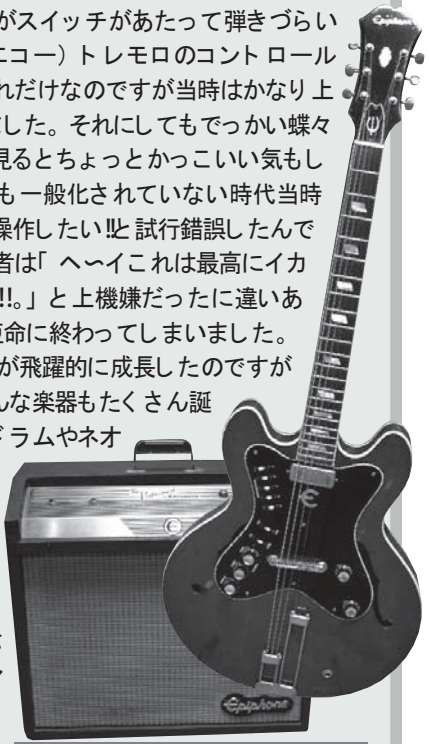 がスイッチがあたって弾きづらい
エコー）トレモロのコントロール
れだけなのですが当時はかなり上
した。それにしてもでっかい蝶々
見るとちょっとかっこいい気もし
も一般化されていない時代当時
操作したい!!と試行錯誤したんで
者は「へ〜イこれは最高にイカ
!!。」と上機嫌だったに違いあ
短命に終わってしまいました。
が飛躍的に成長したのですが
んな楽器もたくさん誕
ドラムやネオ
Epiphone
Epiphone